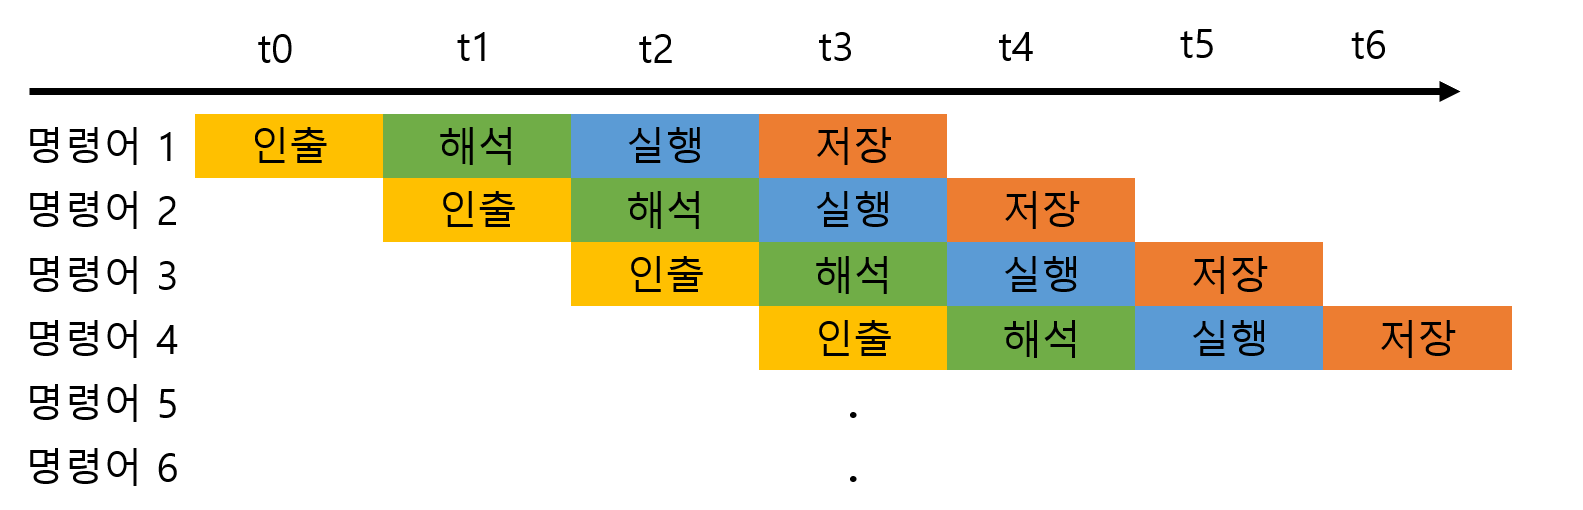 t0 t1 t2 t3 t4 t5 t6
명령어 1 인출 해석 실행 저장
명령어 2 인출 해석 실행 저장
명령어 3 인출 해석 실행 저장
명령어 4 인출 해석 실행 저장
명령어 5 .
명령어 6 .